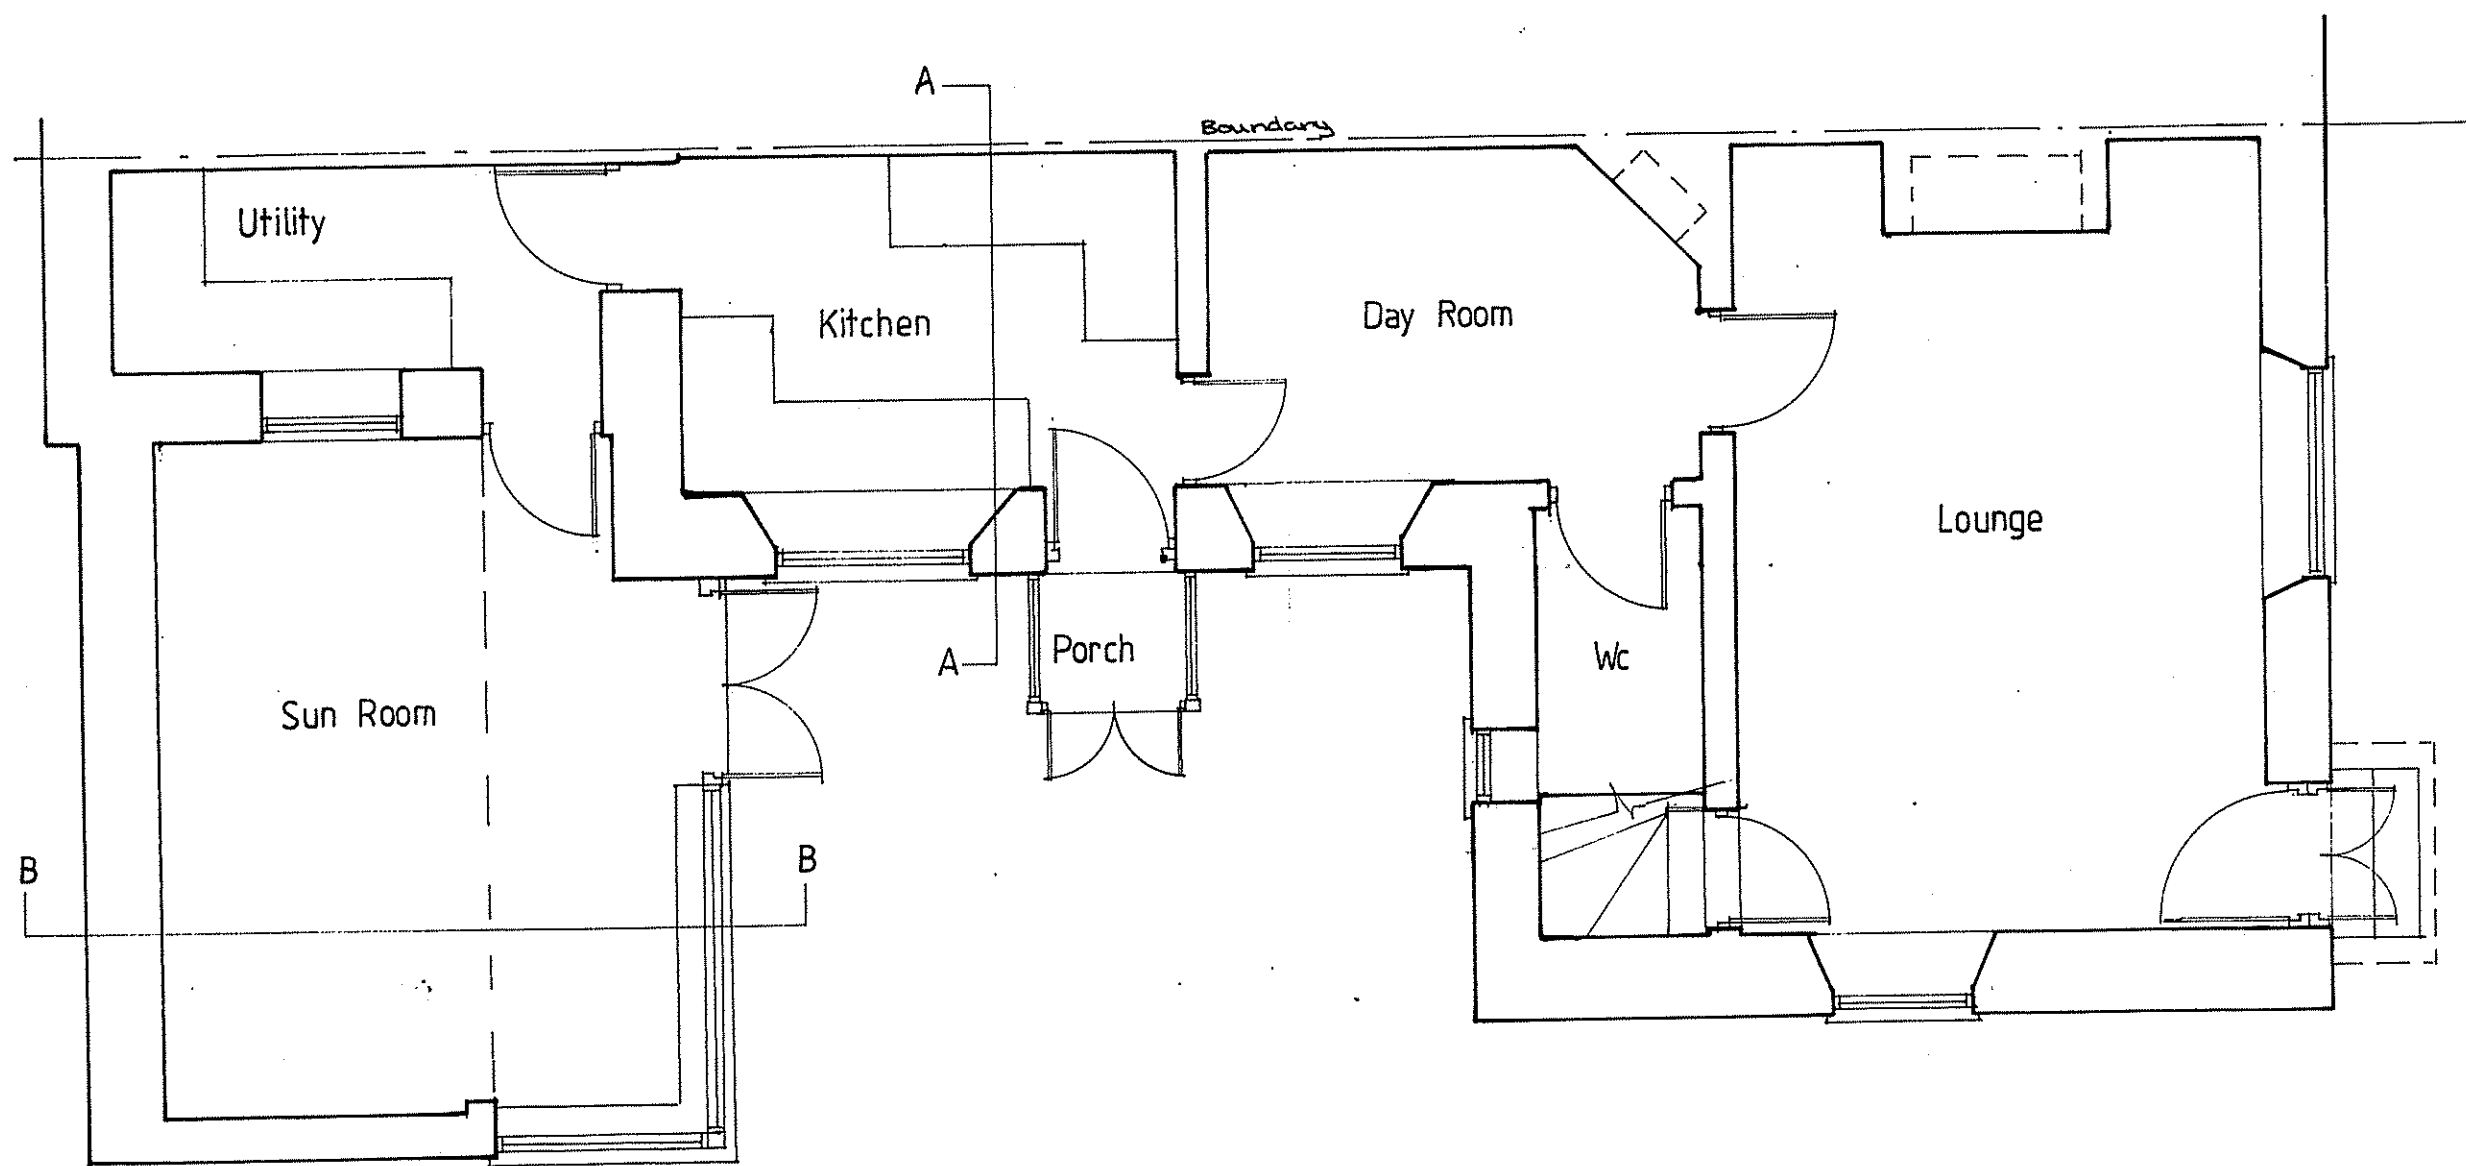 A
Boundary
Utility
Kitchen
Day Room
Lounge
A
Porch
Wc
Sun Room
B
B